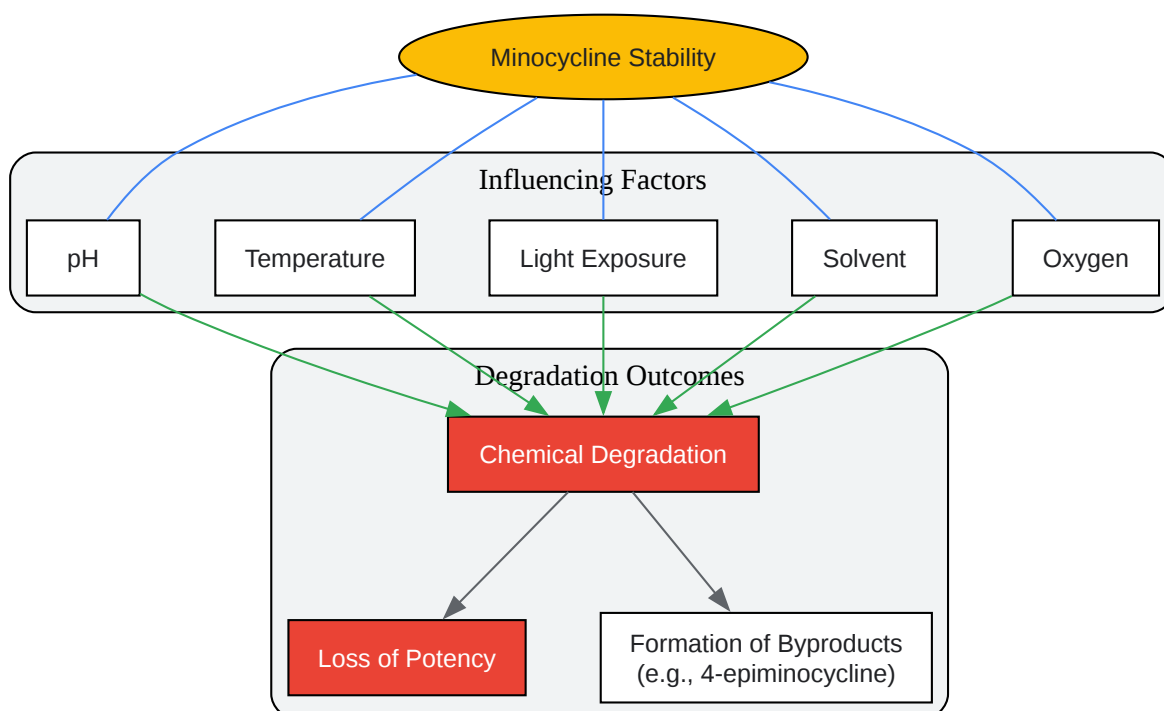 Minocycline Stability
Influencing Factors
pH
Temperature
Light Exposure
Solvent
Oxygen
Degradation Outcomes
Chemical Degradation
Loss of Potency
Formation of Byproducts
(e.g., 4-epiminocycline)